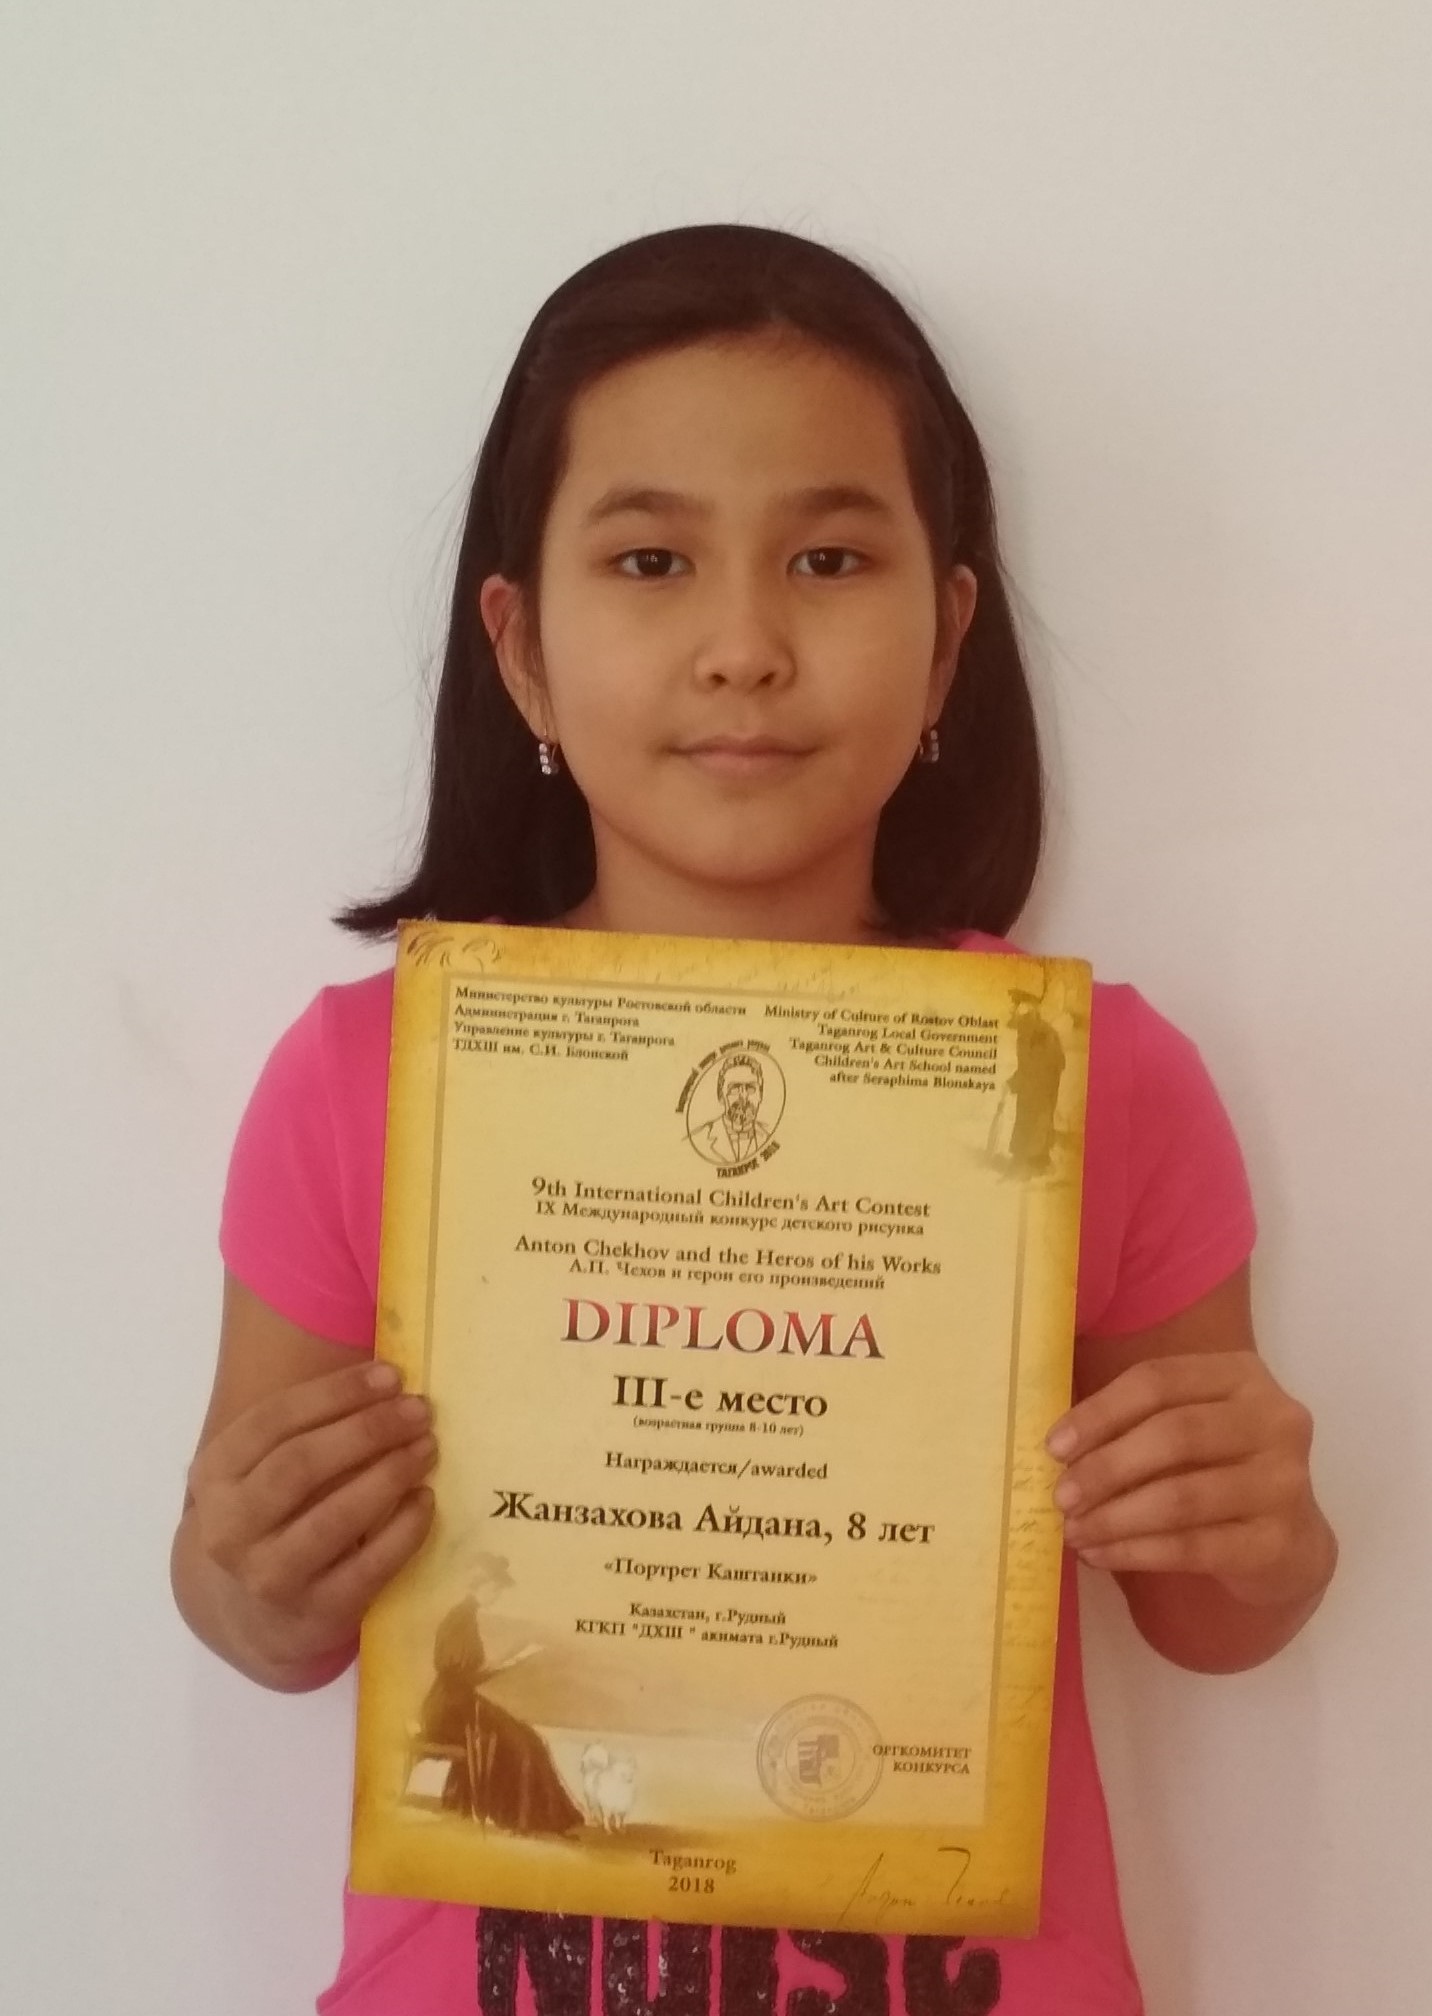 Министерство культуры Ростовской области
Администрация г. Таганрога
Управление культуры г. Таганрога
ТДХШ им. С.И. Блонской
Ministry of Culture of Rostov Oblast
Taganrog Local Government
Taganrog Art & Culture Council
Children's Art School named
after Seraphima Blonskaya
ТАГАНРОГ 2018
9th International Children's Art Contest
IX Международный конкурс детского рисунка
Anton Chekhov and the Heros of his Works
А.П. Чехов и герои его произведений
DIPLOMA
III-е место
(возрастная группа 8-10 лет)
Награждается/awarded
Жанзахова Айдана, 8 лет
«Портрет Каштанки»
Казахстан, г.Рудный
КГКП "ДХШ " акимата г.Рудный
ОРГКОМИТЕТ
КОНКУРСА
Taganrog
2018